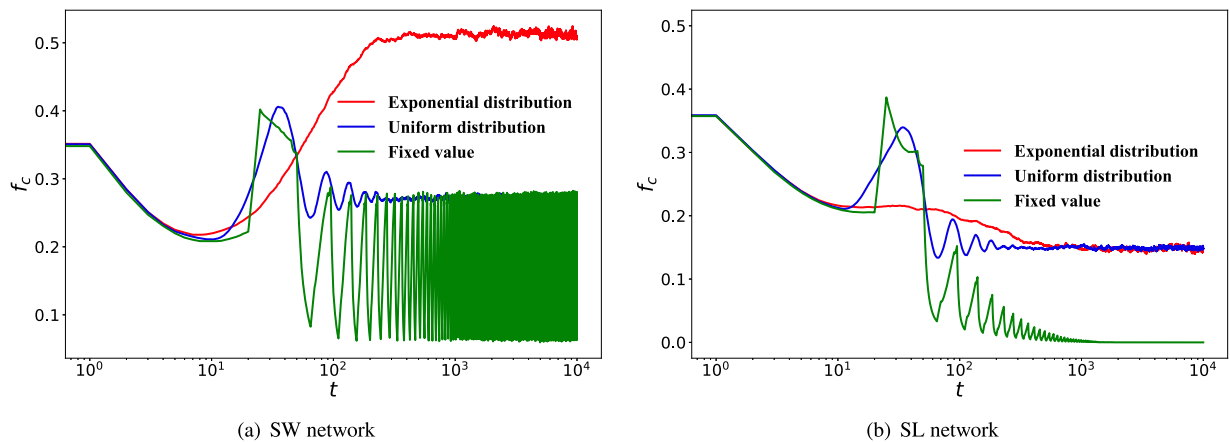 0.5
0.4
0.3
0.2
0.1
f_c
Exponential distribution
Uniform distribution
Fixed value
10^0
10^1
10^2
10^3
10^4
t
(a) SW network
0.5
0.4
0.3
0.2
0.1
0.0
f_c
Exponential distribution
Uniform distribution
Fixed value
10^0
10^1
10^2
10^3
10^4
t
(b) SL network